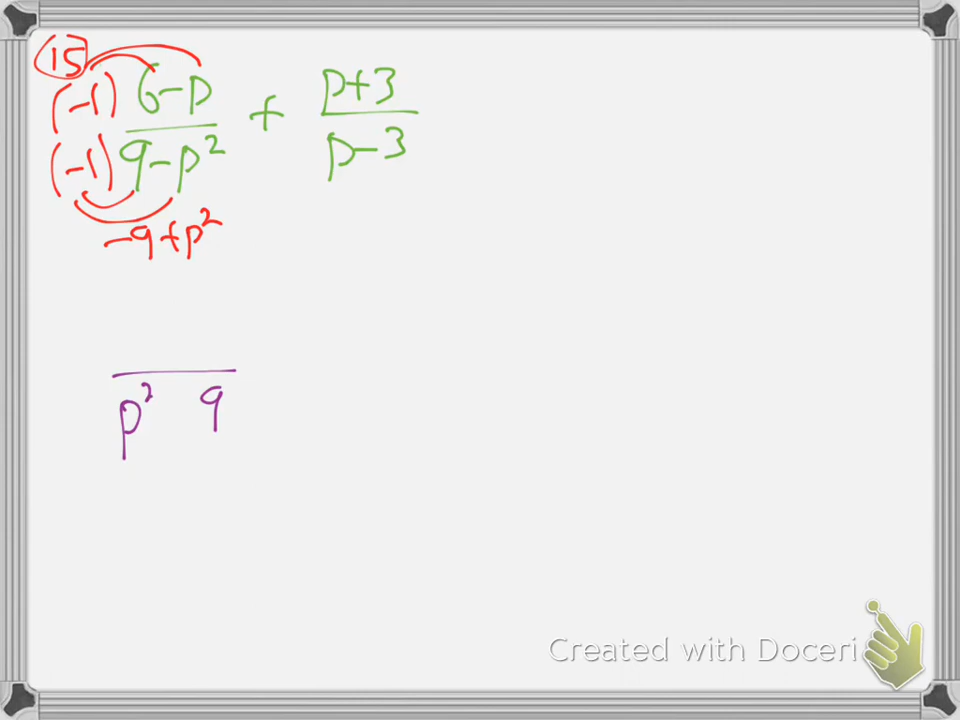 15
(-1) 6-p + p+3
(-1) 9-p² p-3
-9+p²
p² 9
Created with Doceri